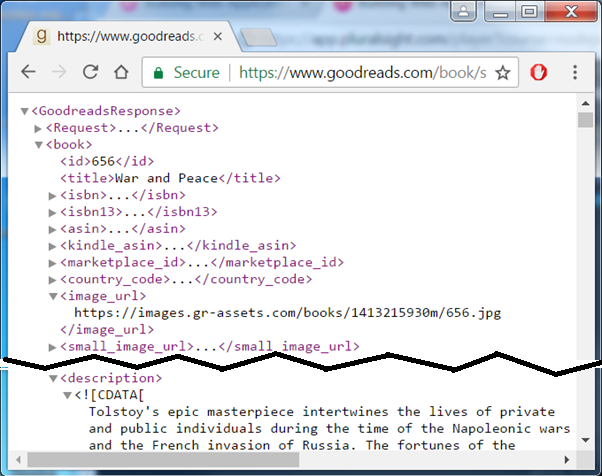 https://www.goodreads.c
Secure https://www.goodreads.com/book/s
▼<GoodreadsResponse>
▶<Request>...</Request>
▼<book>
<id>656</id>
<title>War and Peace</title>
▶<isbn>...</isbn>
▶<isbn13>...</isbn13>
▶<asin>...</asin>
▶<kindle_asin>...</kindle_asin>
▶<marketplace_id>...</marketplace_id>
▶<country_code>...</country_code>
▼<image_url>
https://images.gr-assets.com/books/1413215930m/656.jpg
</image_url>
▶<small_image_url>...</small_image_url>
▼<description>
▼<![CDATA[
Tolstoy's epic masterpiece intertwines the lives of private
and public individuals during the time of the Napoleonic wars
and the French invasion of Russia. The fortunes of the